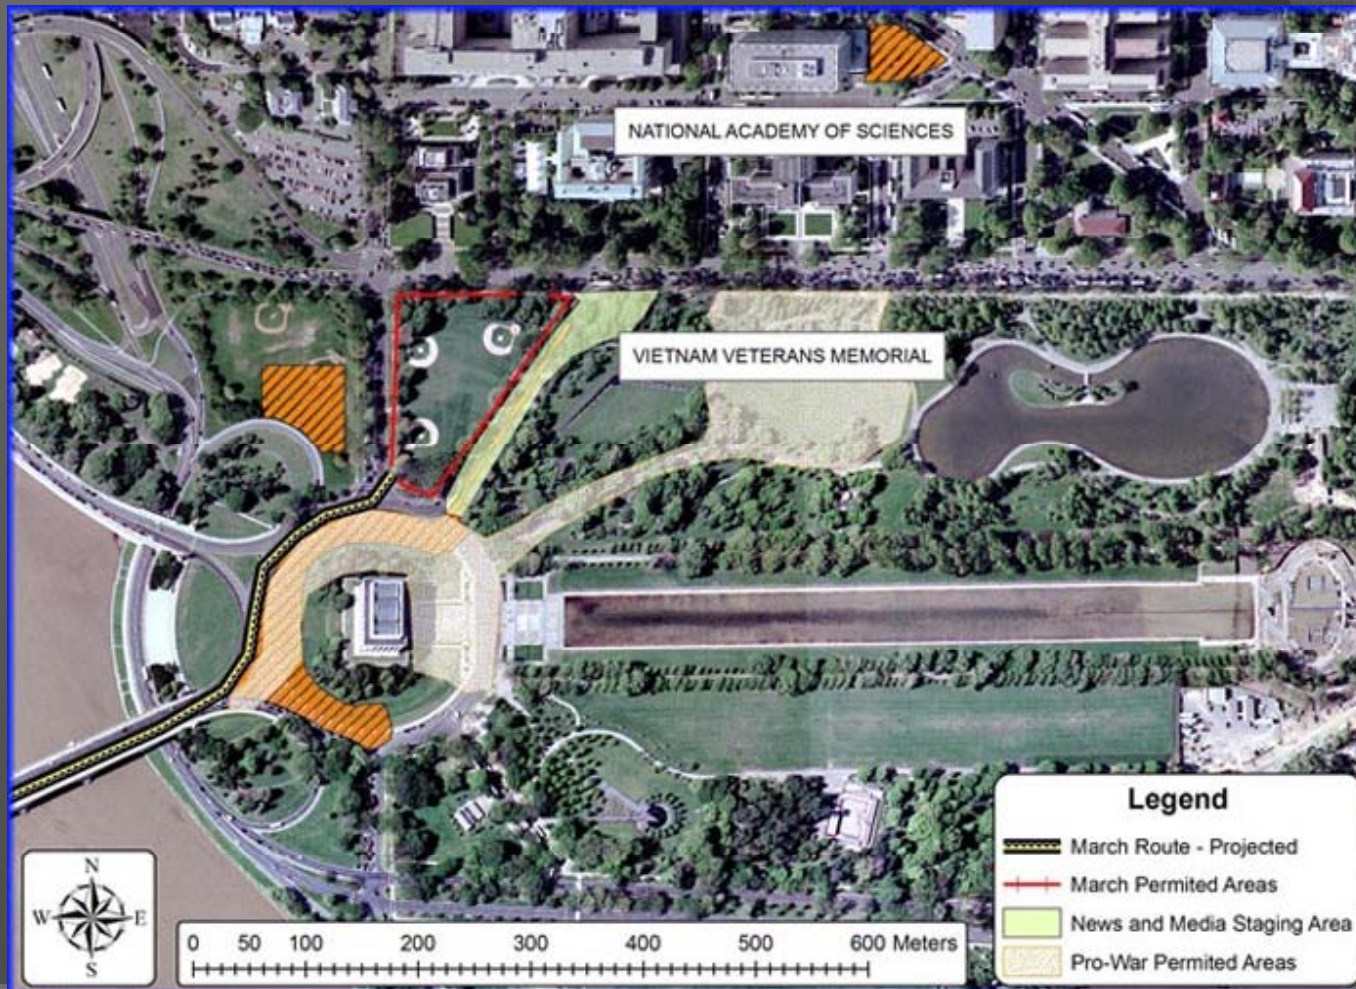 NATIONAL ACADEMY OF SCIENCES
VIETNAM VETERANS MEMORIAL
Legend
March Route - Projected
March Permited Areas
News and Media Staging Area
Pro-War Permited Areas
N
W E
S
0 50 100 200 300 400 500 600 Meters